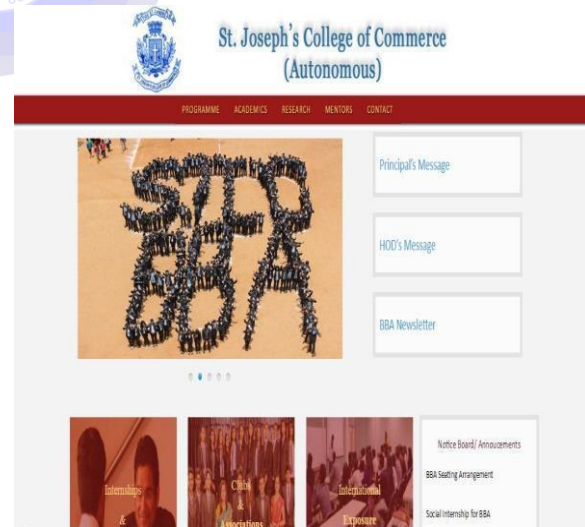 St. Joseph's College of Commerce
(Autonomous)
PROGRAMME ACADEMICS RESEARCH MENTORS CONTACT
Principal's Message
HOD's Message
BBA Newsletter
BBA
Internships
&
Clubs
&
Associations
International
Exposure
Notice Board/ Annoucements
BBA Seating Arrangement
Social Internship for BBA